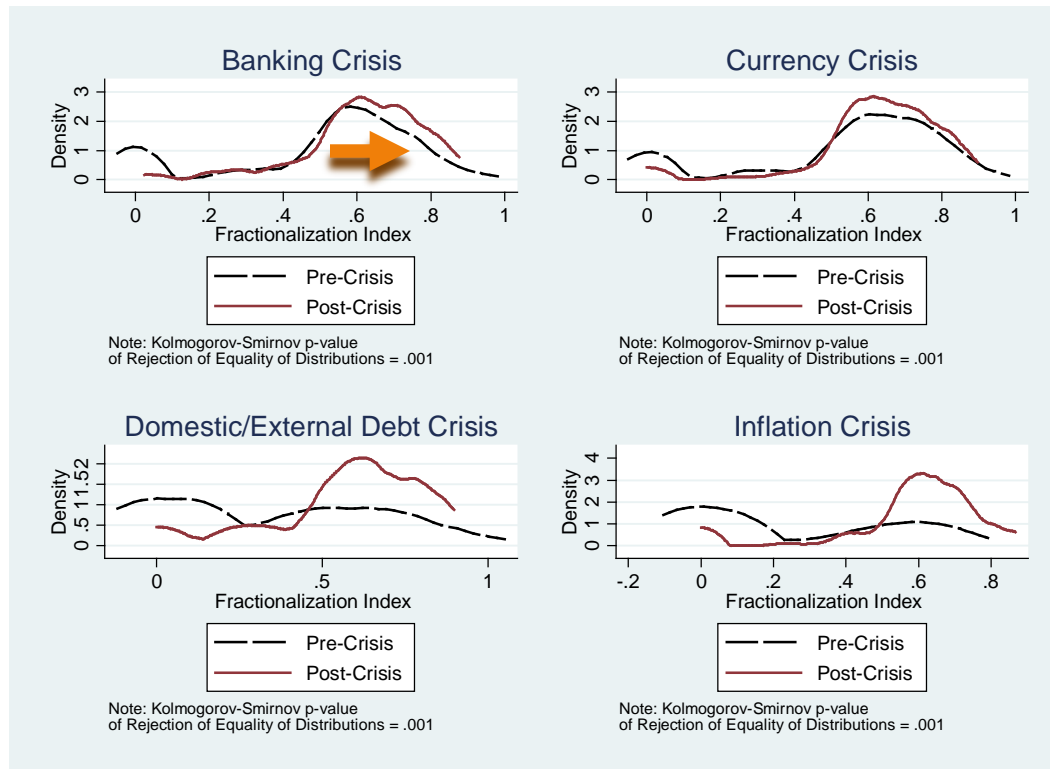 Banking Crisis
Density
3
2
1
0
0 .2 .4 .6 .8 1
Fractionalization Index
Pre-Crisis
Post-Crisis
Note: Kolmogorov-Smirnov p-value
of Rejection of Equality of Distributions = .001
Currency Crisis
Density
3
2
1
0
0 .2 .4 .6 .8 1
Fractionalization Index
Pre-Crisis
Post-Crisis
Note: Kolmogorov-Smirnov p-value
of Rejection of Equality of Distributions = .001
Domestic/External Debt Crisis
Density
0 .5 1 1.5 2
0 .5 1
Fractionalization Index
Pre-Crisis
Post-Crisis
Note: Kolmogorov-Smirnov p-value
of Rejection of Equality of Distributions = .001
Inflation Crisis
Density
4
3
2
1
0
-.2 0 .2 .4 .6 .8
Fractionalization Index
Pre-Crisis
Post-Crisis
Note: Kolmogorov-Smirnov p-value
of Rejection of Equality of Distributions = .001